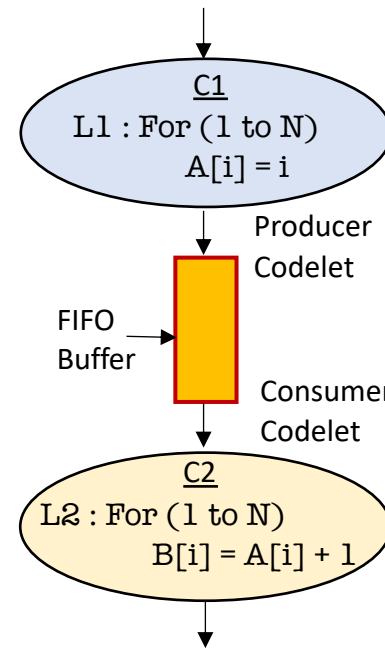 C1
L1 : For (1 to N)
A[i] = i
Producer
Codelet
FIFO
Buffer
Consumer
Codelet
C2
L2 : For (1 to N)
B[i] = A[i] + 1